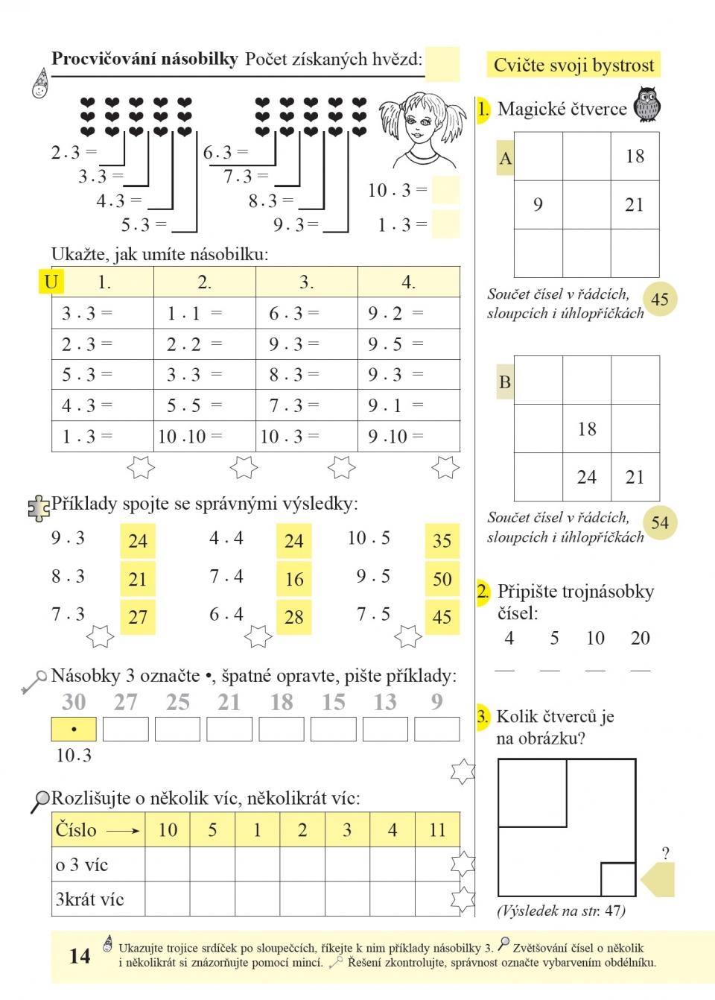 Procvičování násobilky Počet získaných hvězd:
2.3 =
3.3 =
4.3 =
5.3 =
6.3 =
7.3 =
8.3 =
9.3 =
10 . 3 =
1 . 3 =
Ukažte, jak umíte násobilku:
U 1. 2. 3. 4.
3 . 3 = 1 . 1 = 6 . 3 = 9 . 2 =
2 . 3 = 2 . 2 = 9 . 3 = 9 . 5 =
5 . 3 = 3 . 3 = 8 . 3 = 9 . 3 =
4 . 3 = 5 . 5 = 7 . 3 = 9 . 1 =
1 . 3 = 10 .10 = 10 . 3 = 9 .10 =
Příklady spojte se správnými výsledky:
9 . 3 24 4 . 4 24 10 . 5 35
8 . 3 21 7 . 4 16 9 . 5 50
7 . 3 27 6 . 4 28 7 . 5 45
Násobky 3 označte •, špatné opravte, pište příklady:
30 27 25 21 18 15 13 9
•
10.3
Rozlišujte o několik víc, několikrát víc:
Číslo 10 5 1 2 3 4 11
o 3 víc
3krát víc
Cvičte svoji bystrost
1. Magické čtverce
A
18
9 21
Součet čísel v řádcích,
sloupcích i úhlopříčkách 45
B
18
24 21
Součet čísel v řádcích,
sloupcích i úhlopříčkách 54
2. Připište trojnásobky
čísel:
4 5 10 20
3. Kolik čtverců je
na obrázku?
?
(Výsledek na str. 47)
14
Ukazujte trojice srdíček po sloupečcích, říkejte k nim příklady násobilky 3. Zvětšování čísel o několik
i několikrát si znázorňujte pomocí mincí. Řešení zkontrolujte, správnost označte vybarvením obdélníku.